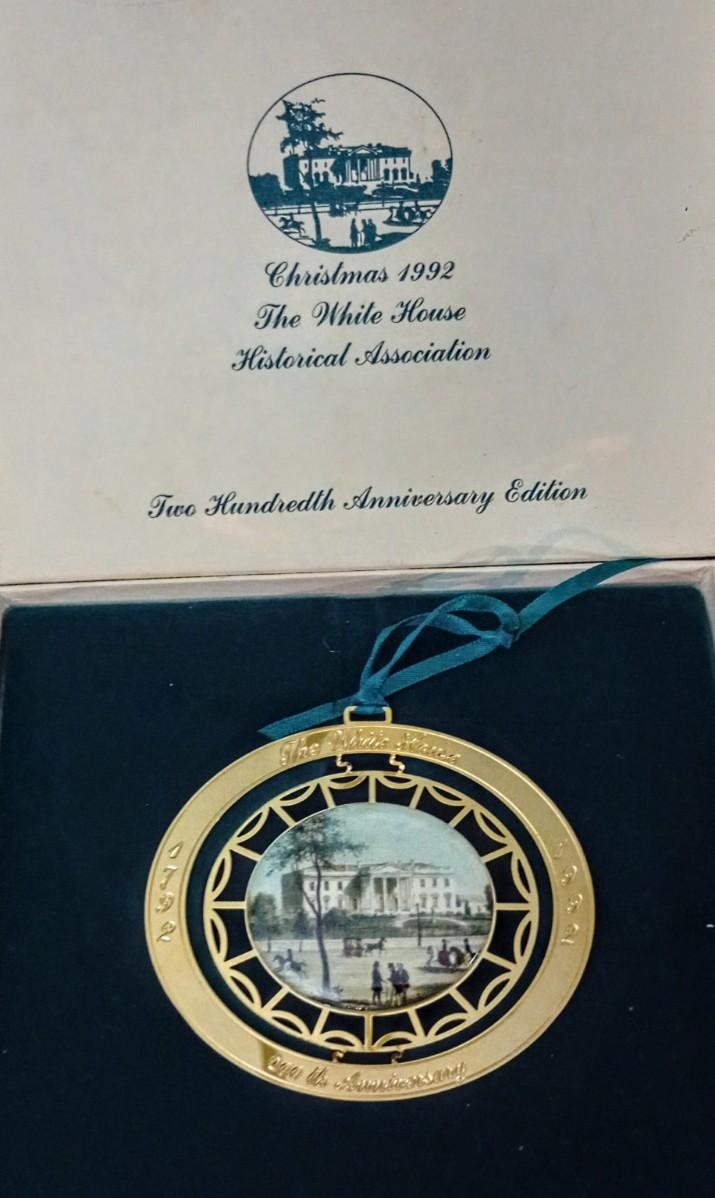 Christmas 1992
The White House
Historical Association
Two Hundredth Anniversary Edition
The White House
1792
1992
200th Anniversary